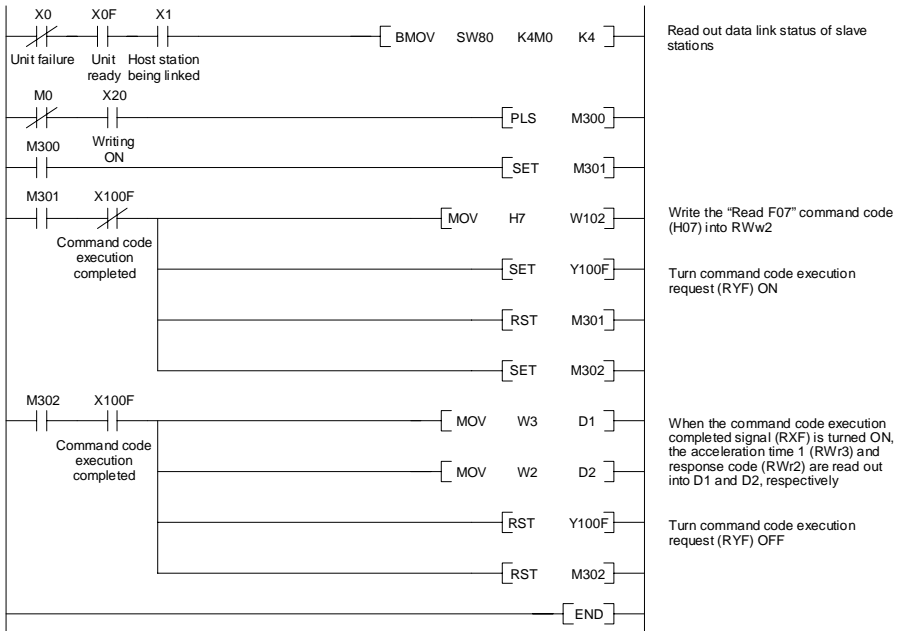 X0 X0F X1
BMOV SW80 K4M0 K4
Read out data link status of slave
stations
Unit failure Unit Host station
ready being linked
M0 X20
PLS M300
Writing
ON
M300
SET M301
M301 X100F
MOV H7 W102
Write the “Read F07” command code
(H07) into RWw2
Command code
execution
completed
SET Y100F
Turn command code execution
request (RYF) ON
RST M301
SET M302
M302 X100F
MOV W3 D1
When the command code execution
completed signal (RXF) is turned ON,
the acceleration time 1 (RWr3) and
response code (RWr2) are read out
into D1 and D2, respectively
Command code
execution
completed
MOV W2 D2
RST Y100F
Turn command code execution
request (RYF) OFF
RST M302
END